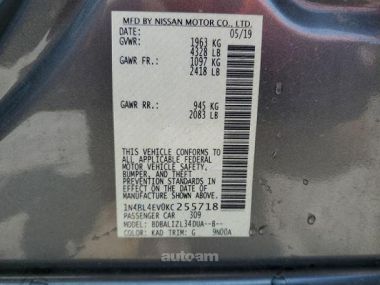 MFD BY NISSAN MOTOR CO., LTD.
DATE: 05/19
GVWR: 1963 KG
4328 LB
GAWR FR.: 1097 KG
2418 LB
GAWR RR.: 945 KG
2083 LB
THIS VEHICLE CONFORMS TO
ALL APPLICABLE FEDERAL
MOTOR VEHICLE SAFETY,
BUMPER, AND THEFT
PREVENTION STANDARDS IN
EFFECT ON THE DATE OF
MANUFACTURE SHOWN ABOVE.
1N4BL4EV0KC255718
PASSENGER CAR 309
MODEL: BDBALIZL34DUA--B--
COLOR: KAD TRIM: G 9N00A
autoam